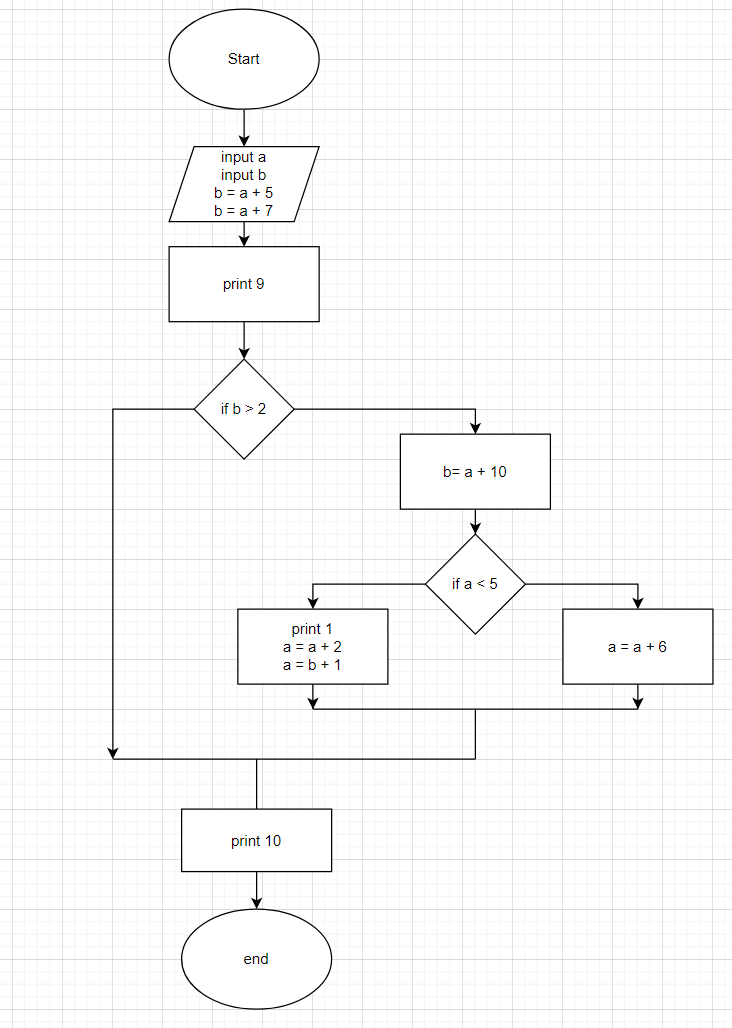 Start
input a
input b
b = a + 5
b = a + 7
print 9
if b > 2
b= a + 10
if a < 5
print 1
a = a + 2
a = b + 1
a = a + 6
print 10
end